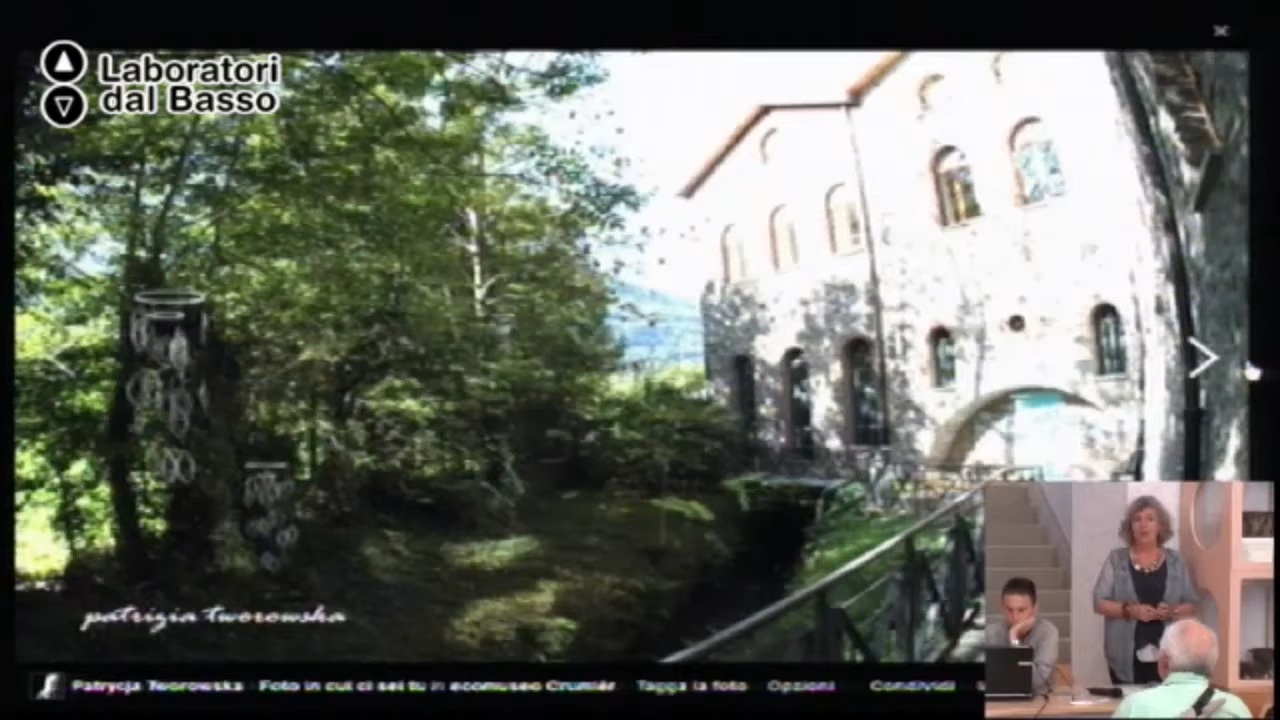 Laboratori
dal Basso
patrizia tworowska
Patrycja Tworowska Foto in cui ci sei tu in ecomuseo Crumièr Tagga la foto Opzioni Condividi